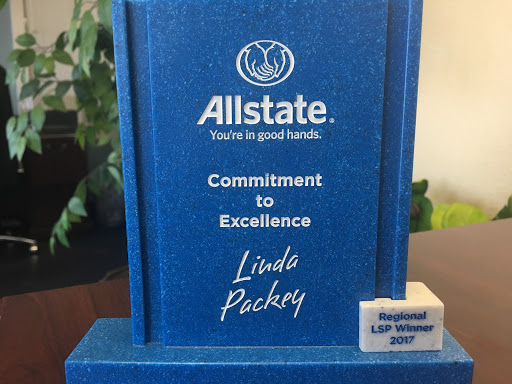 Allstate®
You're in good hands.
Commitment
to
Excellence
Linda
Packey
Regional
LSP Winner
2017